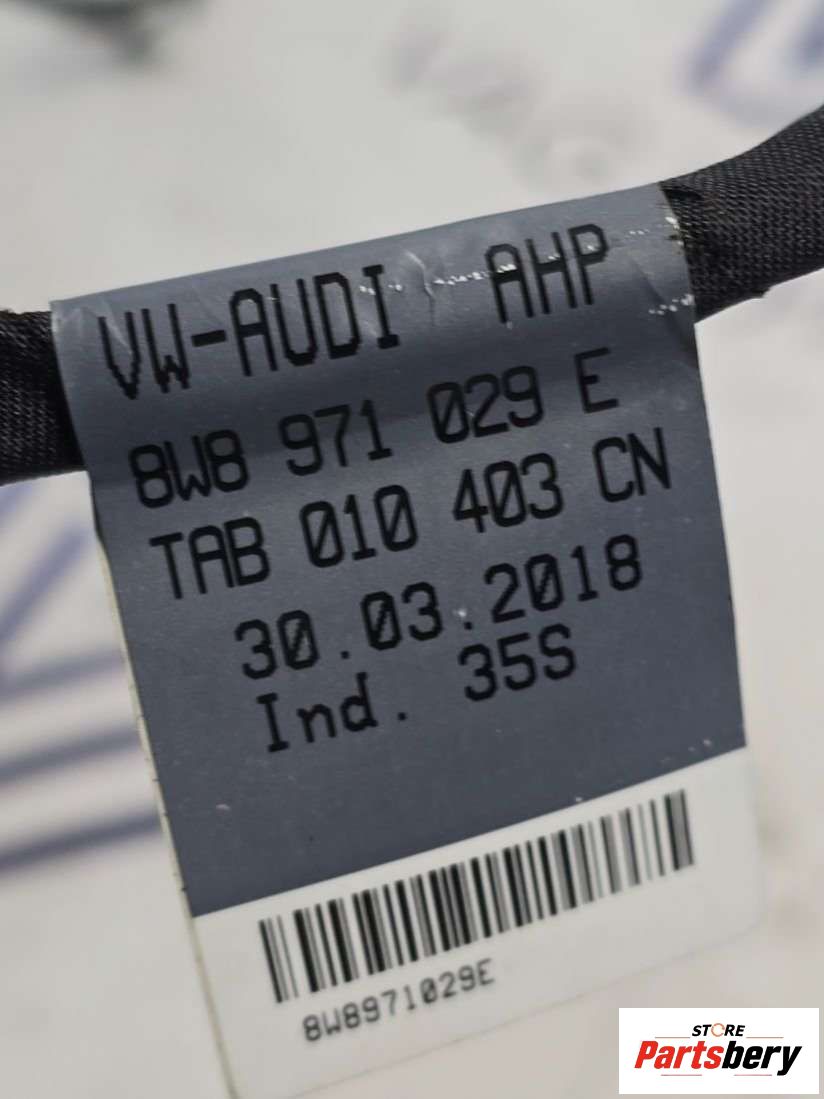 VW-AUDI AHP
8W8 971 029 E
TAB 010 403 CN
30.03.2018
Ind. 35S
8W8971029E
STORE
Partsbery